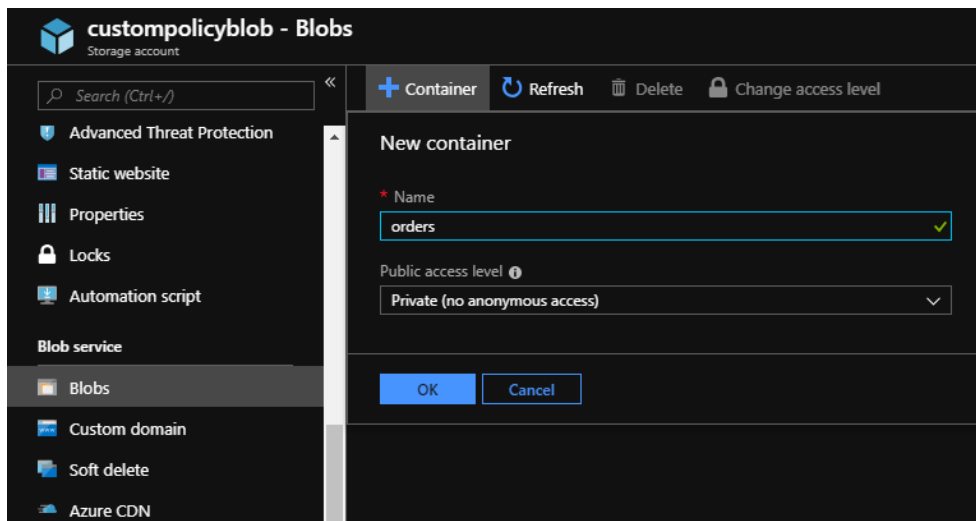 custompolicyblob - Blobs
Storage account
Search (Ctrl+/)
«
Advanced Threat Protection
Static website
Properties
Locks
Automation script
Blob service
Blobs
Custom domain
Soft delete
Azure CDN
Container Refresh Delete Change access level
New container
* Name
orders
Public access level
Private (no anonymous access)
OK Cancel